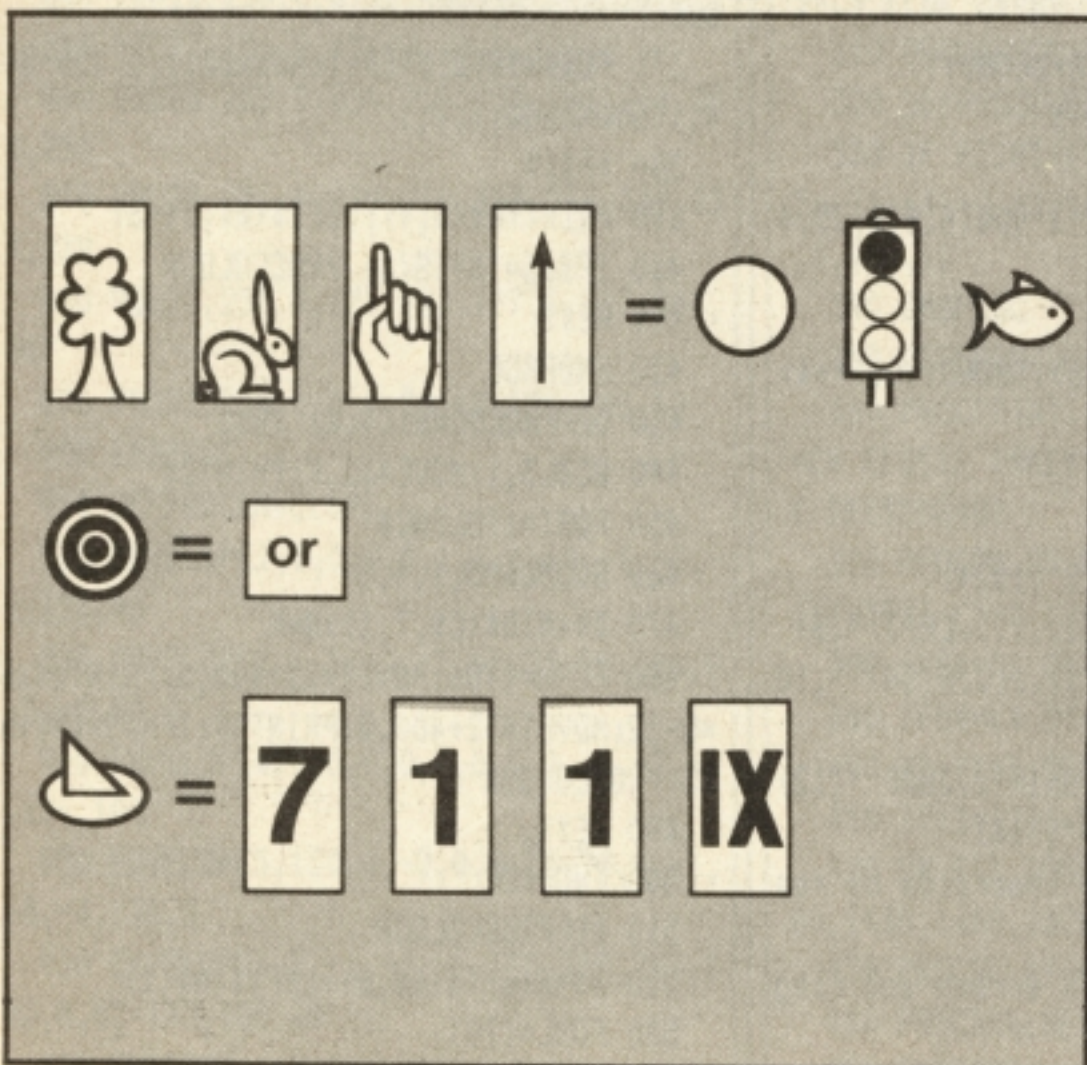 =
= or
= 7 1 1 IX